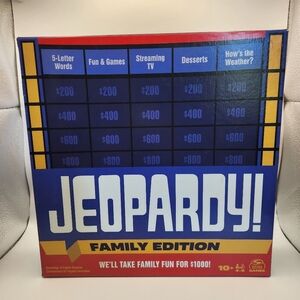 5-Letter Words
Fun & Games
Streaming TV
Desserts
How's the Weather?
$200 $200 $200 $200 $200
$400 $400 $400 $400 $400
$600 $600 $600 $600 $600
$800 $800 $800 $800 $800
JEOPARDY!
FAMILY EDITION
WE'LL TAKE FAMILY FUN FOR $1000!
10+
GAMES